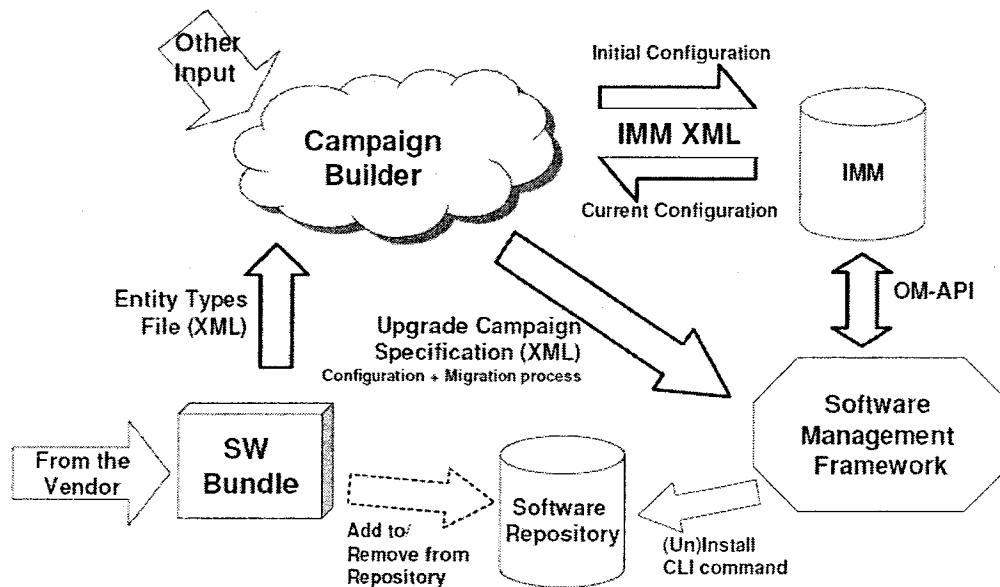 Other
Input
Campaign
Builder
Initial Configuration
IMM XML
Current Configuration
IMM
OM-API
Entity Types
File (XML)
Upgrade Campaign
Specification (XML)
Configuration + Migration process
Software
Management
Framework
From the
Vendor
SW
Bundle
Add to/
Remove from
Repository
Software
Repository
(Un)Install
CLI command